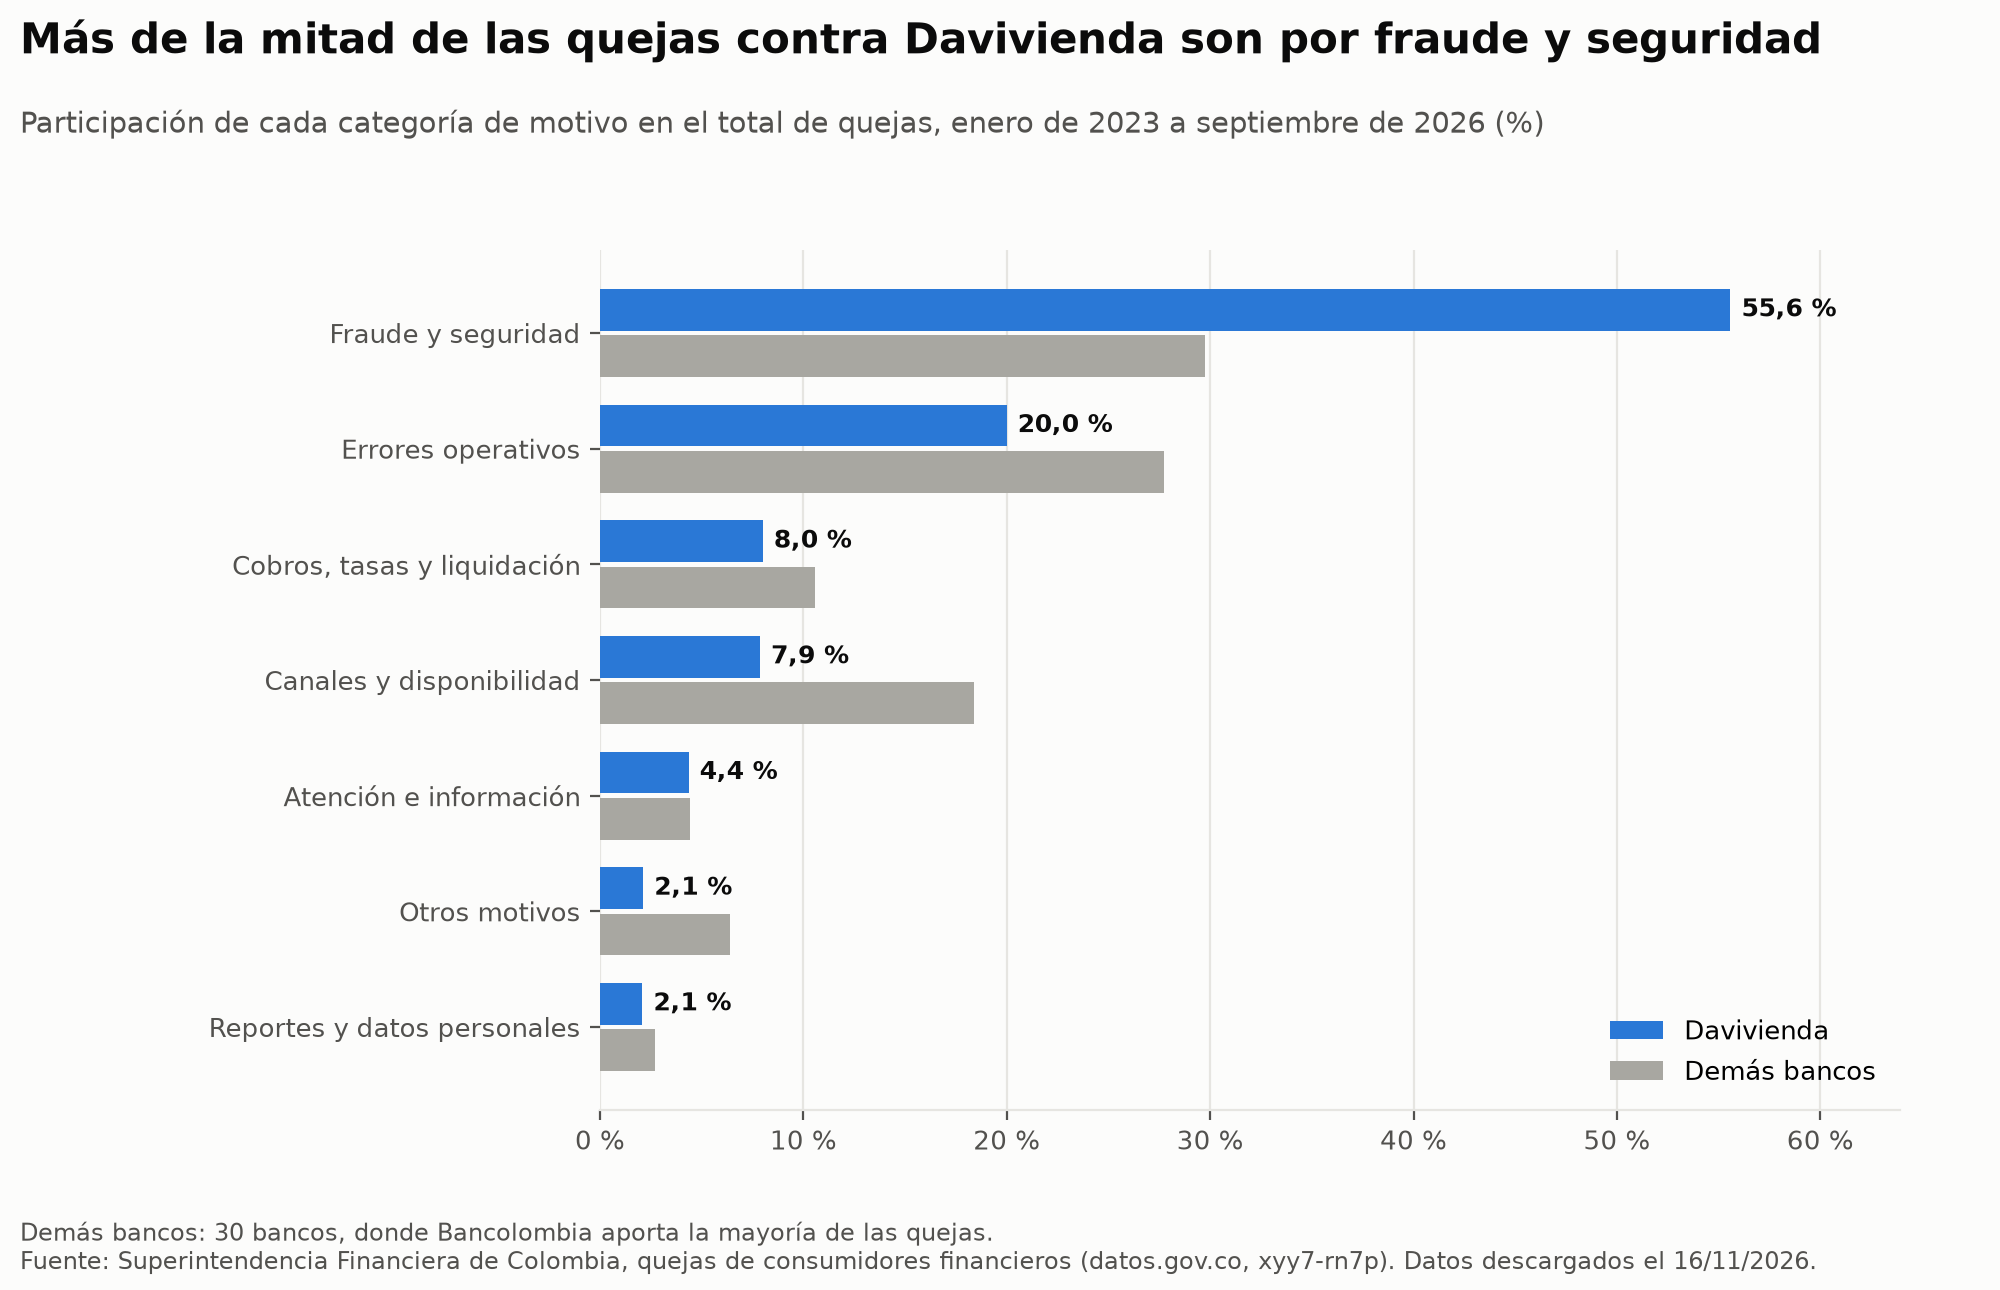 Más de la mitad de las quejas contra Davivienda son por fraude y seguridad
Participación de cada categoría de motivo en el total de quejas, enero de 2023 a septiembre de 2026 (%)
Fraude y seguridad
55,6 %
Errores operativos
20,0 %
Cobros, tasas y liquidación
8,0 %
Canales y disponibilidad
7,9 %
Atención e información
4,4 %
Otros motivos
2,1 %
Reportes y datos personales
2,1 %
Davivienda
Demás bancos
0 %
10 %
20 %
30 %
40 %
50 %
60 %
Demás bancos: 30 bancos, donde Bancolombia aporta la mayoría de las quejas.
Fuente: Superintendencia Financiera de Colombia, quejas de consumidores financieros (datos.gov.co, xyy7-rn7p). Datos descargados el 16/11/2026.